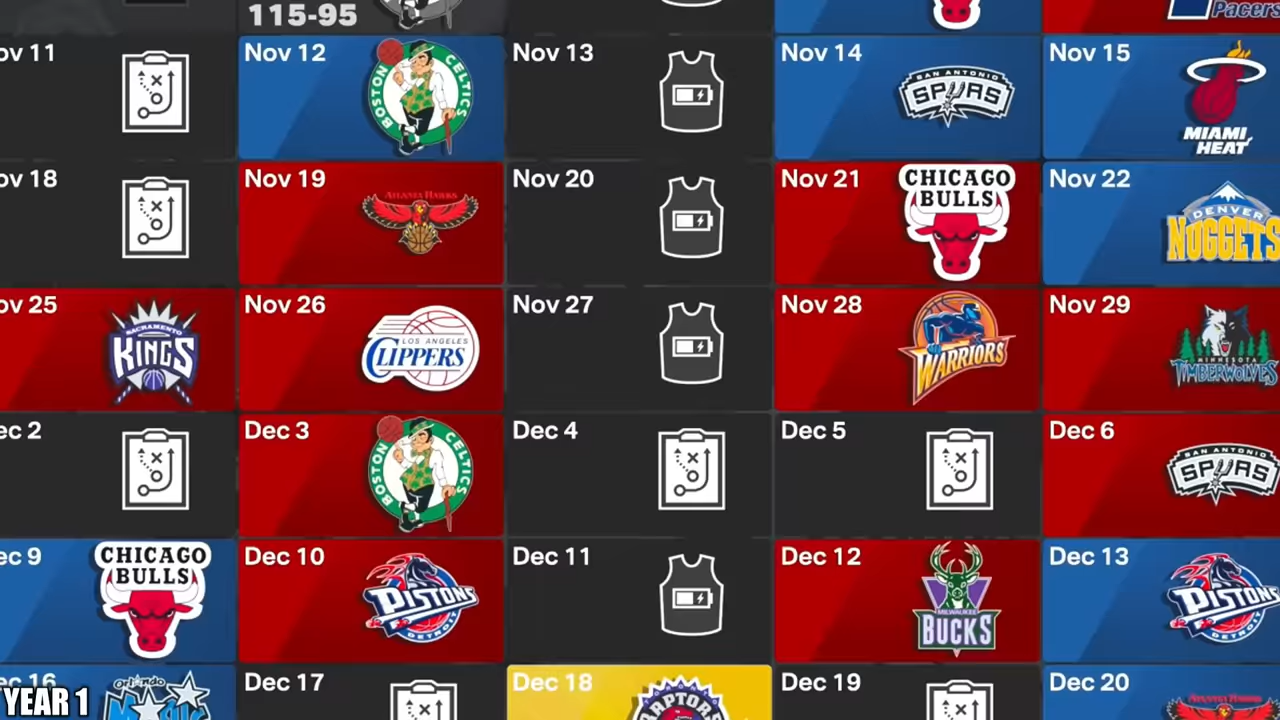 115-95
Pacers
ov 11
Nov 12
BOSTON CELTICS
Nov 13
Nov 14
SAN ANTONIO
SPURS
Nov 15
MIAMI
HEAT
ov 18
Nov 19
ATLANTA HAWKS
Nov 20
Nov 21
CHICAGO
BULLS
Nov 22
DENVER
NUGGETS
ov 25
SACRAMENTO
KINGS
Nov 26
LOS ANGELES
CLIPPERS
Nov 27
Nov 28
WARRIORS
Nov 29
MINNESOTA
TIMBERWOLVES
ec 2
Dec 3
BOSTON CELTICS
Dec 4
Dec 5
Dec 6
SAN ANTONIO
SPURS
ec 9
CHICAGO
BULLS
Dec 10
PISTONS
DETROIT
Dec 11
Dec 12
MILWAUKEE
BUCKS
Dec 13
PISTONS
DETROIT
ec 16
Orlando
Magic
Dec 17
Dec 18
RAPTORS
Dec 19
Dec 20
YEAR 1